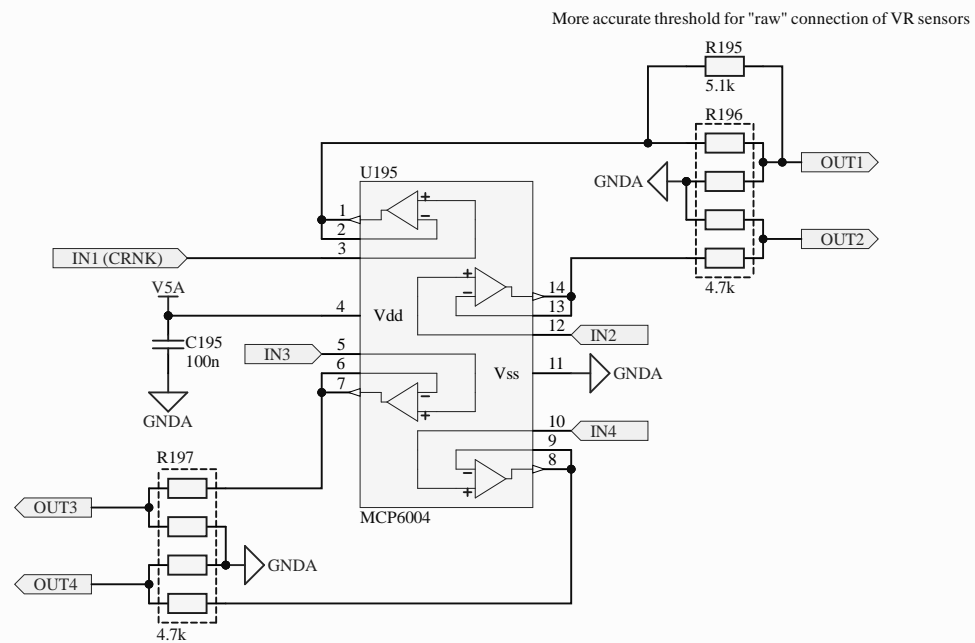 More accurate threshold for "raw" connection of VR sensors
R195
5.1k
R196
OUT1
GNDA
U195
+
1
−
2
3
IN1 (CRNK)
OUT2
+
14
−
13
4.7k
V5A
4
Vdd
12
IN2
C195
100n
IN3
5
6
Vss
11
GNDA
7
−
+
GNDA
10
IN4
9
8
−
+
R197
MCP6004
OUT3
GNDA
OUT4
4.7k